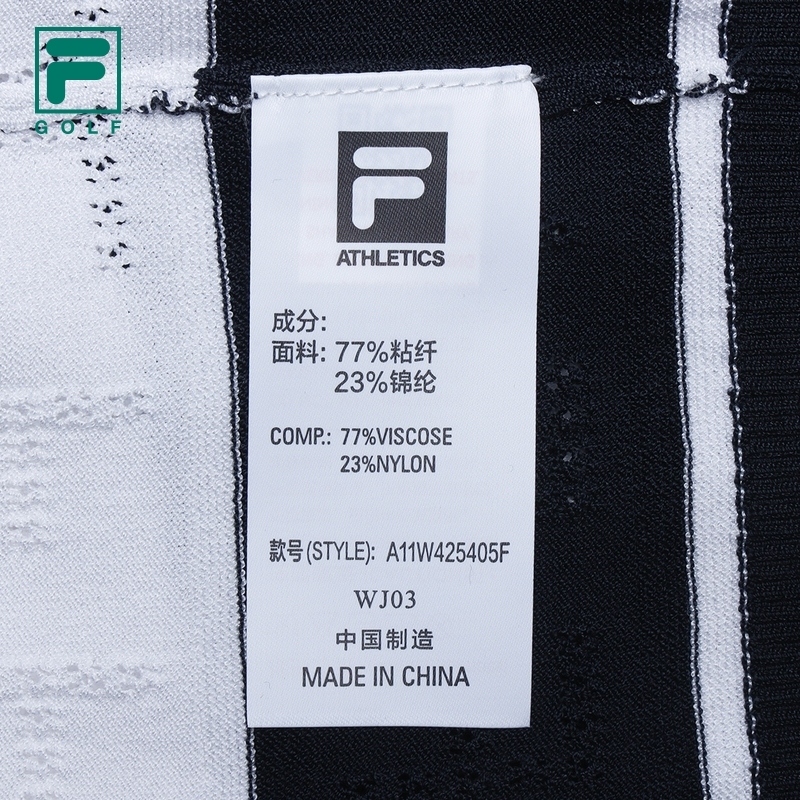 F
GOLF
F
ATHLETICS
成分:
面料: 77%粘纤
23%锦纶
COMP.: 77%VISCOSE
23%NYLON
款号(STYLE): A11W425405F
WJ03
中国制造
MADE IN CHINA